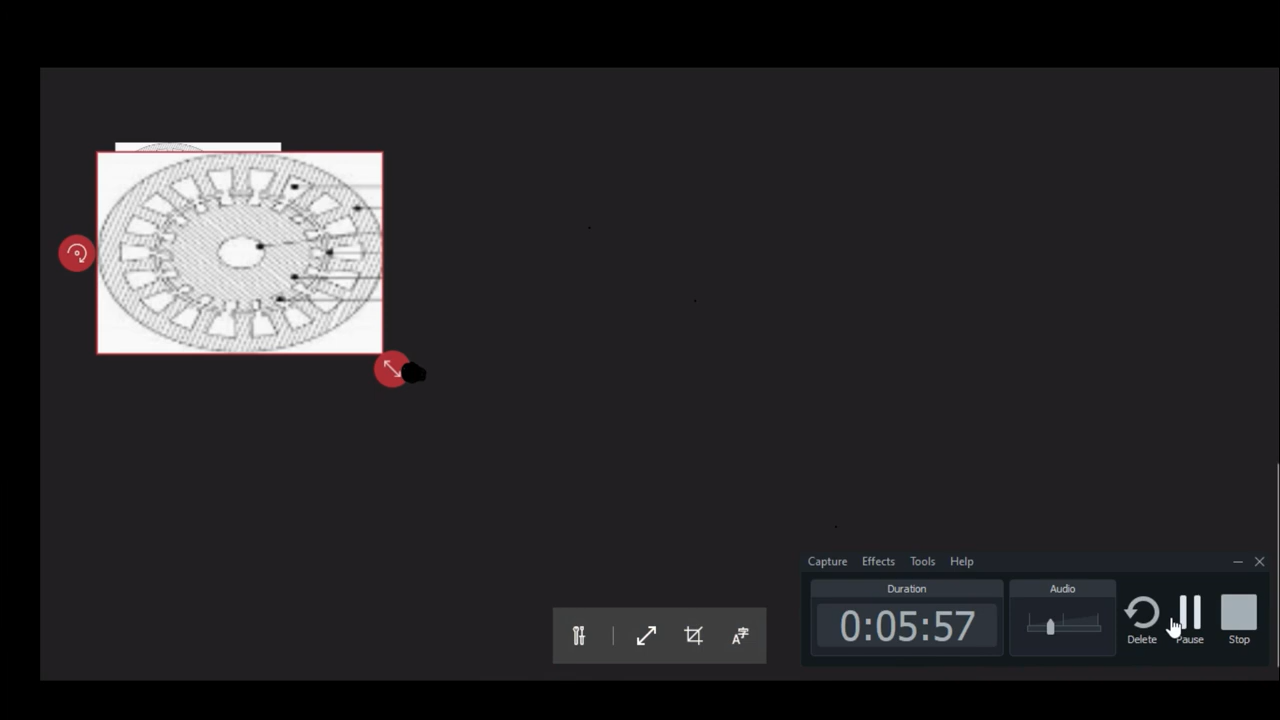 Capture Effects Tools Help
Duration
Audio
0:05:57
Delete
Pause
Stop